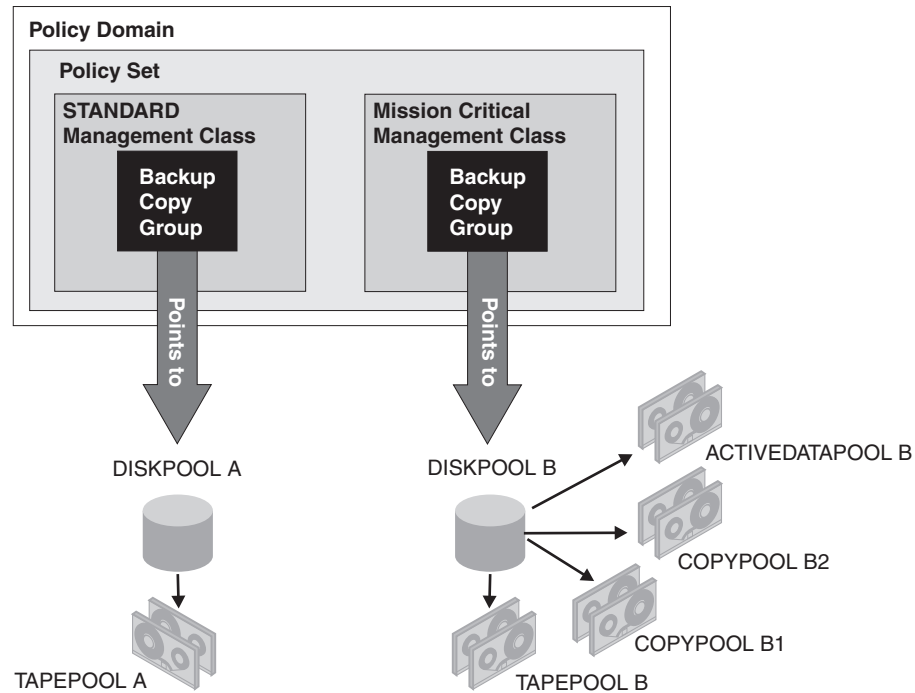 Policy Domain
Policy Set
STANDARD
Management Class
Backup
Copy
Group
Points to
Mission Critical
Management Class
Backup
Copy
Group
Points to
DISKPOOL A
DISKPOOL B
ACTIVEDATAPOOL B
COPYPOOL B2
COPYPOOL B1
TAPEPOOL A
TAPEPOOL B